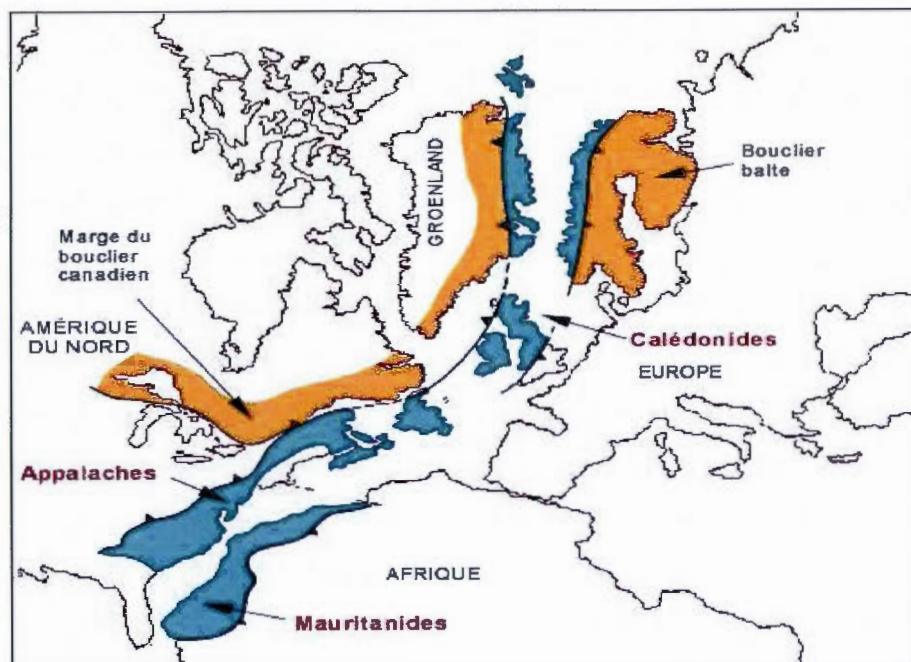 GROENLAND
Bouclier
balte
Marge du
bouclier
canadien
AMÉRIQUE
DU NORD
Calédonides
EUROPE
Appalaches
AFRIQUE
Mauritanides